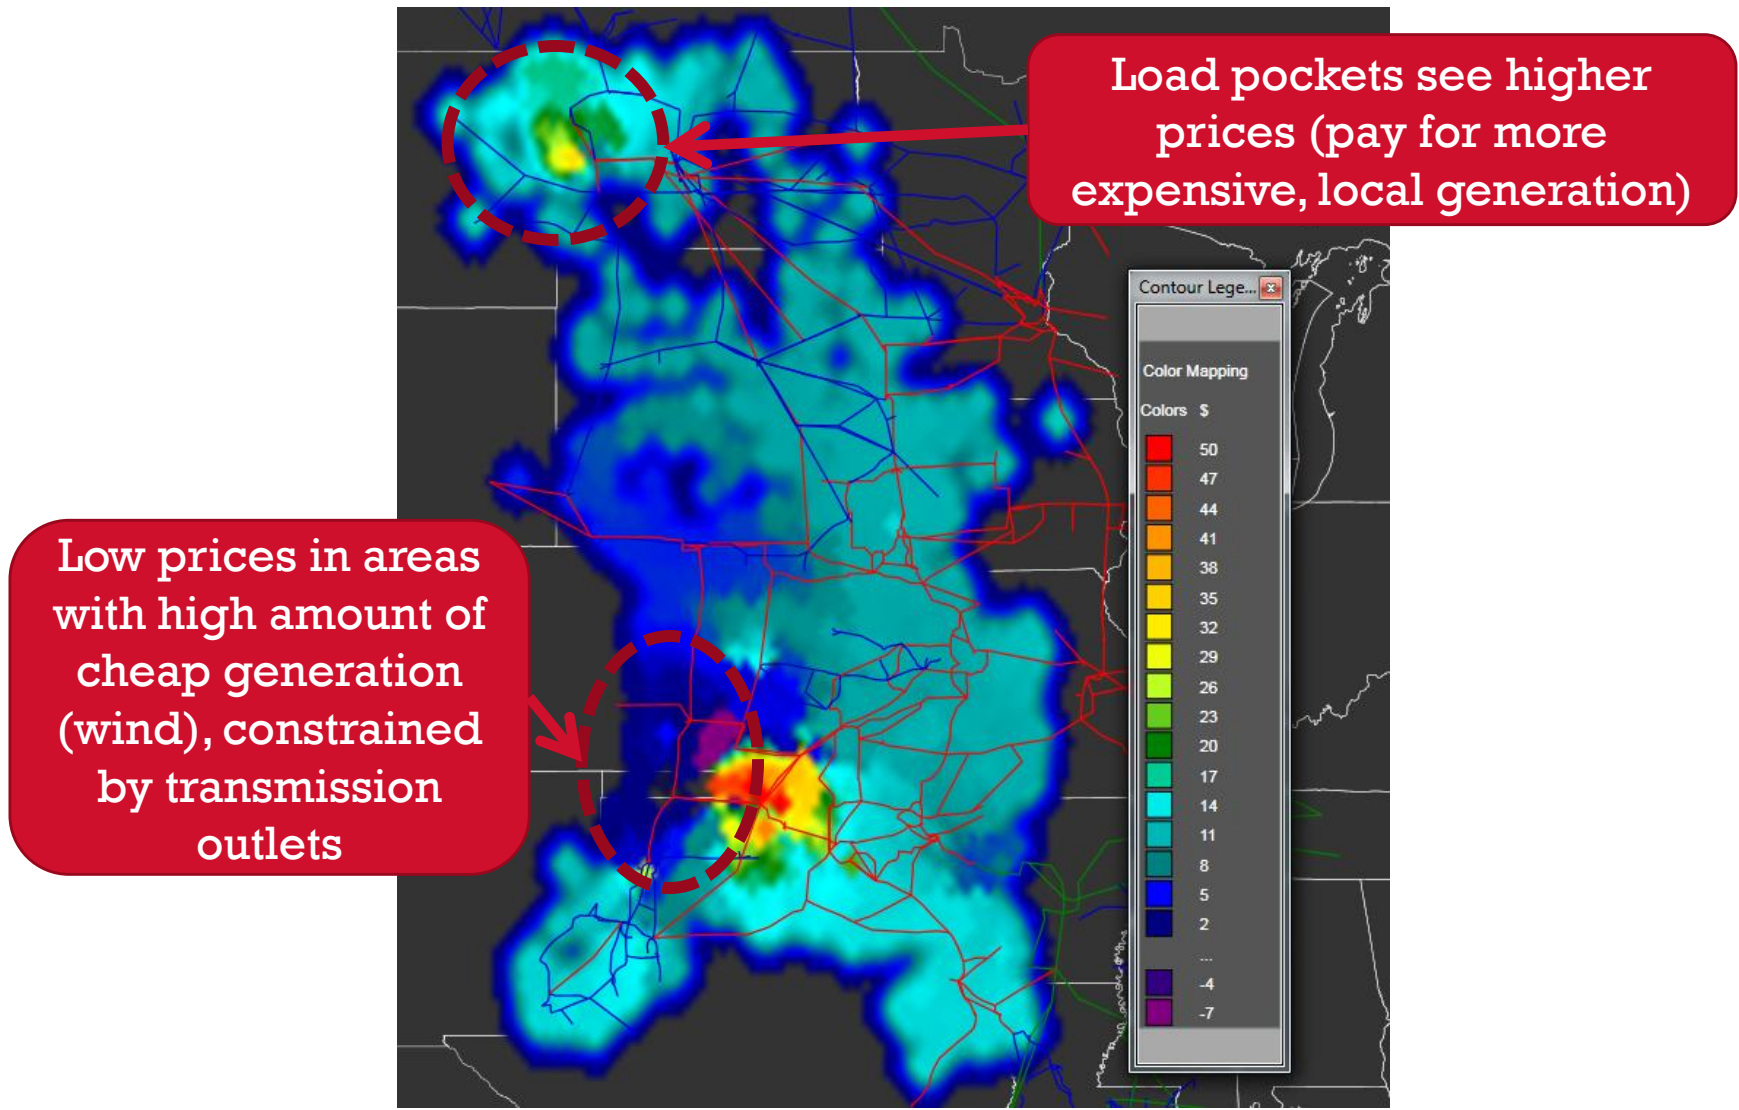 Load pockets see higher
prices (pay for more
expensive, local generation)
Low prices in areas
with high amount of
cheap generation
(wind), constrained
by transmission
outlets
Contour Lege...
Color Mapping
Colors $
50
47
44
41
38
35
32
29
26
23
20
17
14
11
8
5
2
...
-4
-7